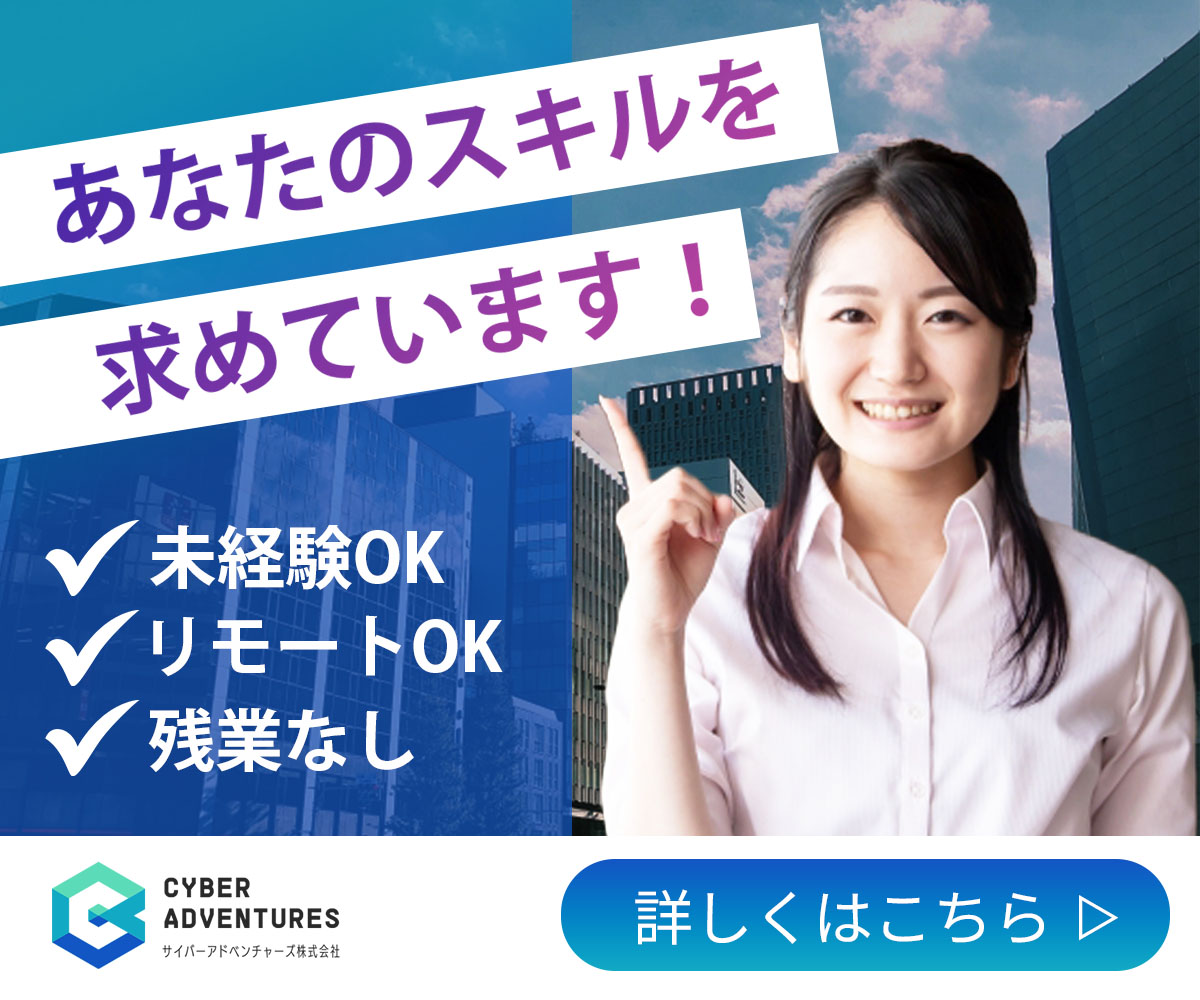 あなたのスキルを
求めています！
未経験OK
リモートOK
残業なし
CYBER
ADVENTURES
サイバーアドベンチャーズ株式会社
詳しくはこちら ▷